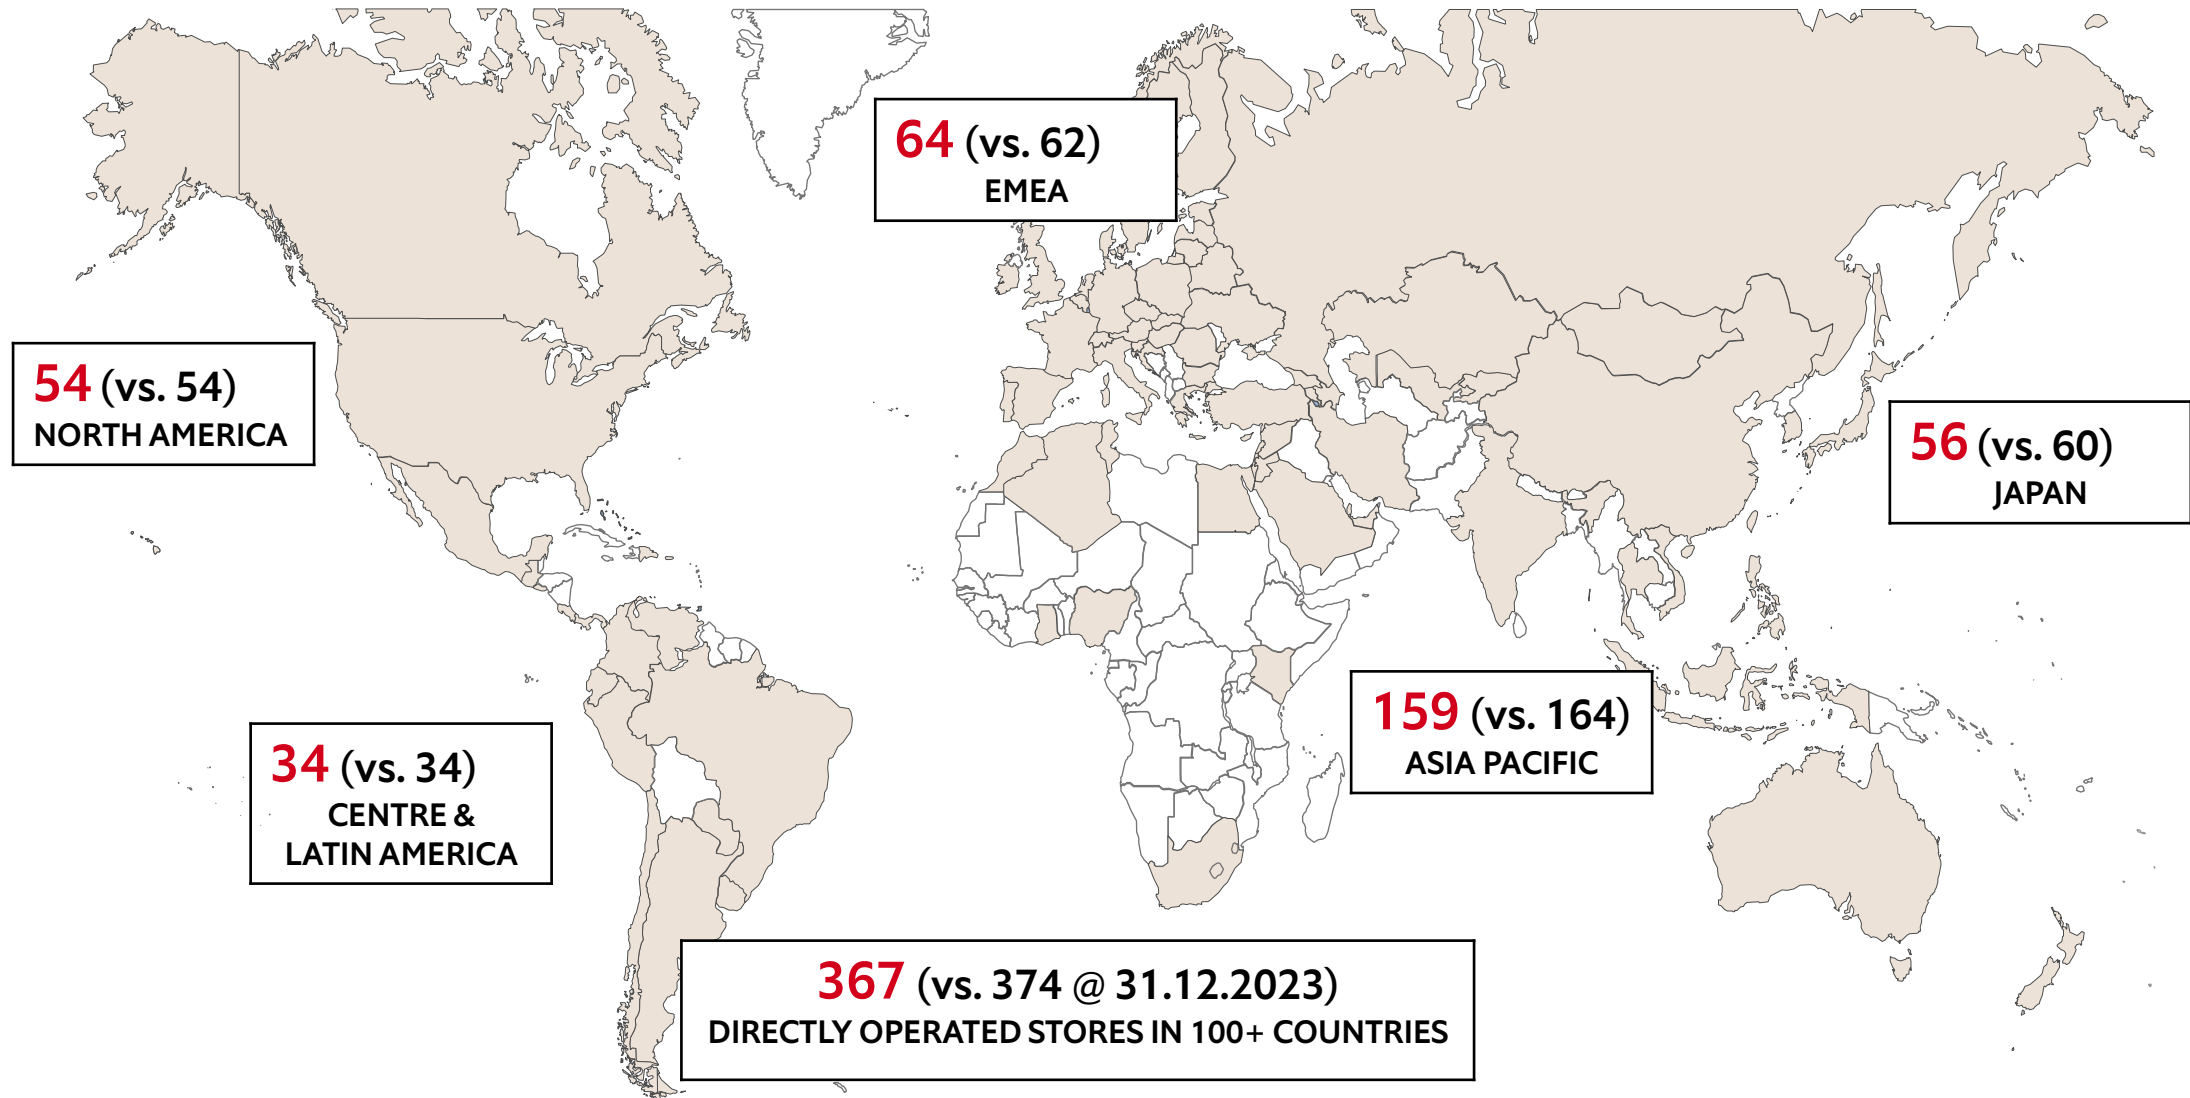 64 (vs. 62)
EMEA
54 (vs. 54)
NORTH AMERICA
56 (vs. 60)
JAPAN
159 (vs. 164)
ASIA PACIFIC
34 (vs. 34)
CENTRE &
LATIN AMERICA
367 (vs. 374 @ 31.12.2023)
DIRECTLY OPERATED STORES IN 100+ COUNTRIES